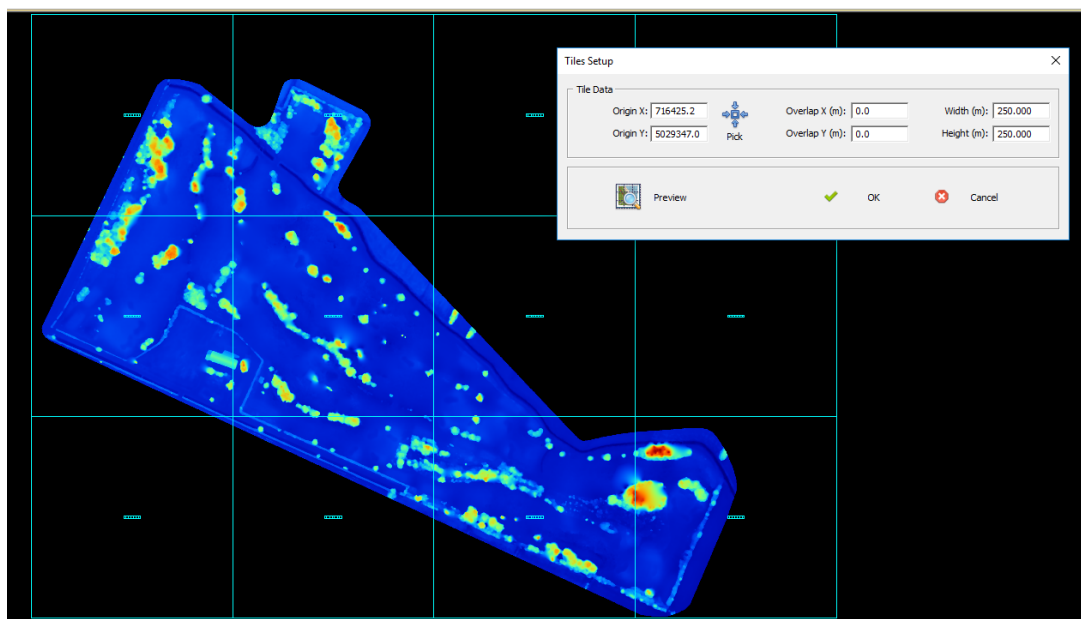 Tiles Setup
Tile Data
Origin X: 716425.2 Overlap X (m): 0.0 Width (m): 250.000
Origin Y: 5029347.0 Pick Overlap Y (m): 0.0 Height (m): 250.000
Preview OK Cancel